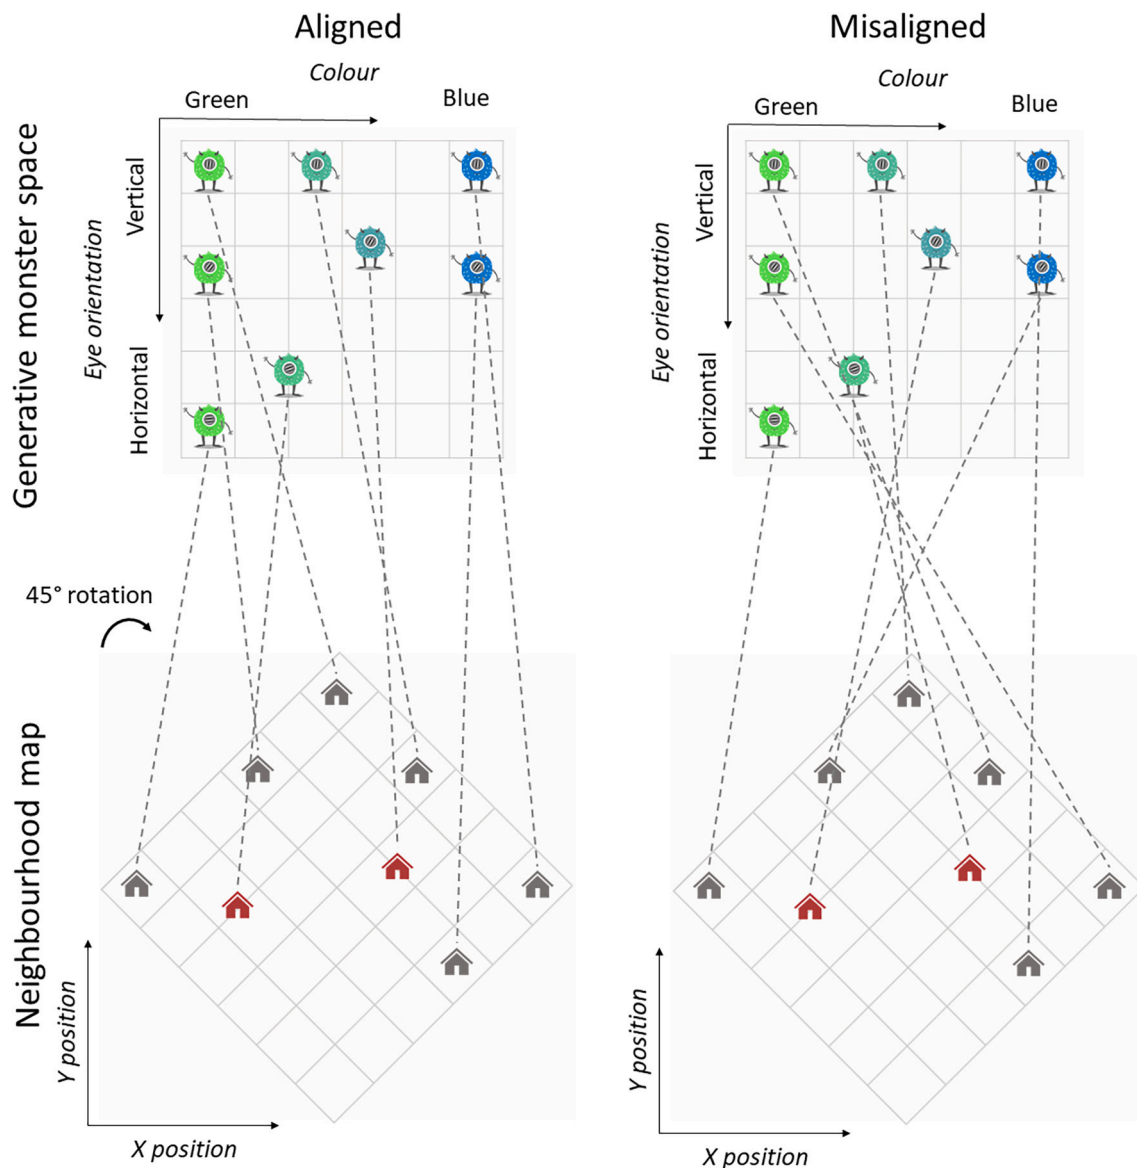 Aligned
Misaligned
Colour
Colour
Green
Blue
Green
Blue
Generative monster space
Eye orientation
Vertical
Horizontal
Eye orientation
Vertical
Horizontal
45° rotation
Neighbourhood map
Y position
X position
Y position
X position